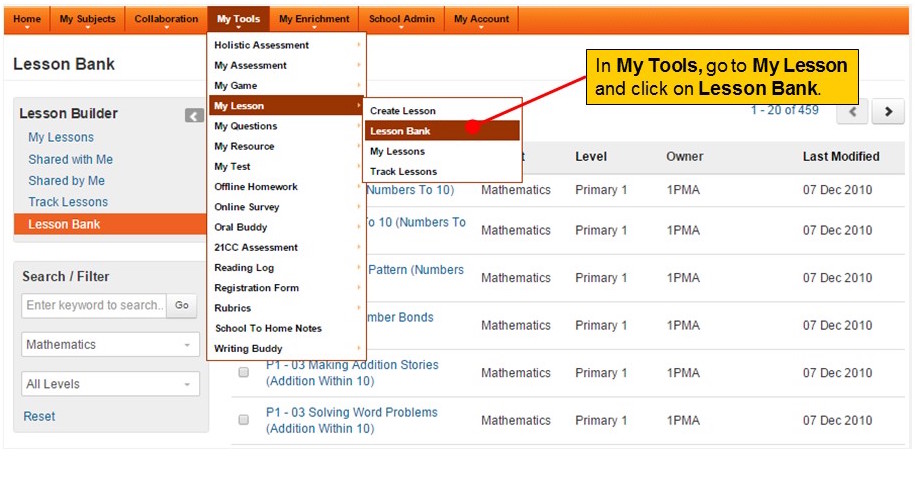 Home My Subjects Collaboration My Tools My Enrichment School Admin My Account
Lesson Bank
Lesson Builder
My Lessons
Shared with Me
Shared by Me
Track Lessons
Lesson Bank
Search / Filter
Enter keyword to search.. Go
Mathematics
All Levels
Reset
Holistic Assessment
My Assessment
My Game
My Lesson
My Questions
My Resource
My Test
Offline Homework
Online Survey
Oral Buddy
21CC Assessment
Reading Log
Registration Form
Rubrics
School To Home Notes
Writing Buddy
Create Lesson
Lesson Bank
My Lessons
Track Lessons
In My Tools, go to My Lesson
and click on Lesson Bank.
1 - 20 of 459
Level Owner Last Modified
(Numbers To 10) Mathematics Primary 1 1PMA 07 Dec 2010
To 10 (Numbers To
Mathematics Primary 1 1PMA 07 Dec 2010
Pattern (Numbers
Mathematics Primary 1 1PMA 07 Dec 2010
Bonds
Mathematics Primary 1 1PMA 07 Dec 2010
P1 - 03 Making Addition Stories
(Addition Within 10)
Mathematics Primary 1 1PMA 07 Dec 2010
P1 - 03 Solving Word Problems
(Addition Within 10)
Mathematics Primary 1 1PMA 07 Dec 2010